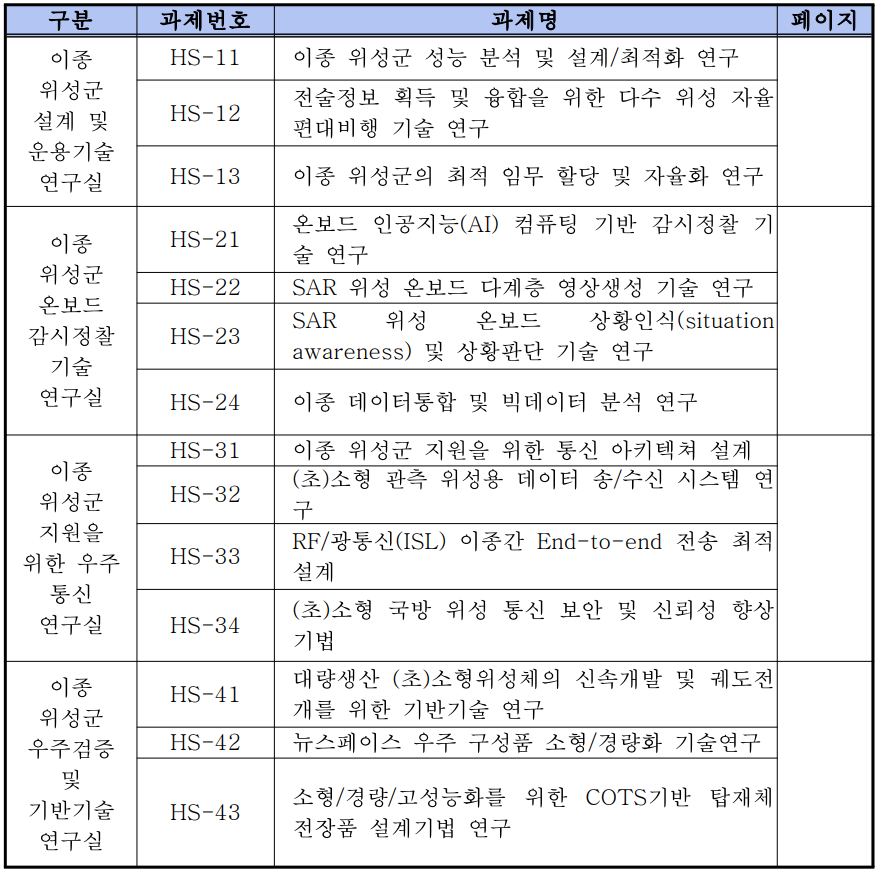 구분 과제번호 과제명 페이지
이종
위성군
설계 및
운용기술
연구실
HS-11 이종 위성군 성능 분석 및 설계/최적화 연구
HS-12 전술정보 획득 및 융합을 위한 다수 위성 자율
편대비행 기술 연구
HS-13 이종 위성군의 최적 임무 할당 및 자율화 연구
이종
위성군
온보드
감시정찰
기술
연구실
HS-21 온보드 인공지능(AI) 컴퓨팅 기반 감시정찰 기
술 연구
HS-22 SAR 위성 온보드 다계층 영상생성 기술 연구
HS-23 SAR 위성 온보드 상황인식(situation
awareness) 및 상황판단 기술 연구
HS-24 이종 데이터통합 및 빅데이터 분석 연구
이종
위성군
지원을
위한 우주
통신
연구실
HS-31 이종 위성군 지원을 위한 통신 아키텍쳐 설계
HS-32 (초)소형 관측 위성용 데이터 송/수신 시스템 연
구
HS-33 RF/광통신(ISL) 이종간 End-to-end 전송 최적
설계
HS-34 (초)소형 국방 위성 통신 보안 및 신뢰성 향상
기법
이종
위성군
우주검증
및
기반기술
연구실
HS-41 대량생산 (초)소형위성체의 신속개발 및 궤도전
개를 위한 기반기술 연구
HS-42 뉴스페이스 우주 구성품 소형/경량화 기술연구
HS-43 소형/경량/고성능화를 위한 COTS기반 탑재체
전장품 설계기법 연구